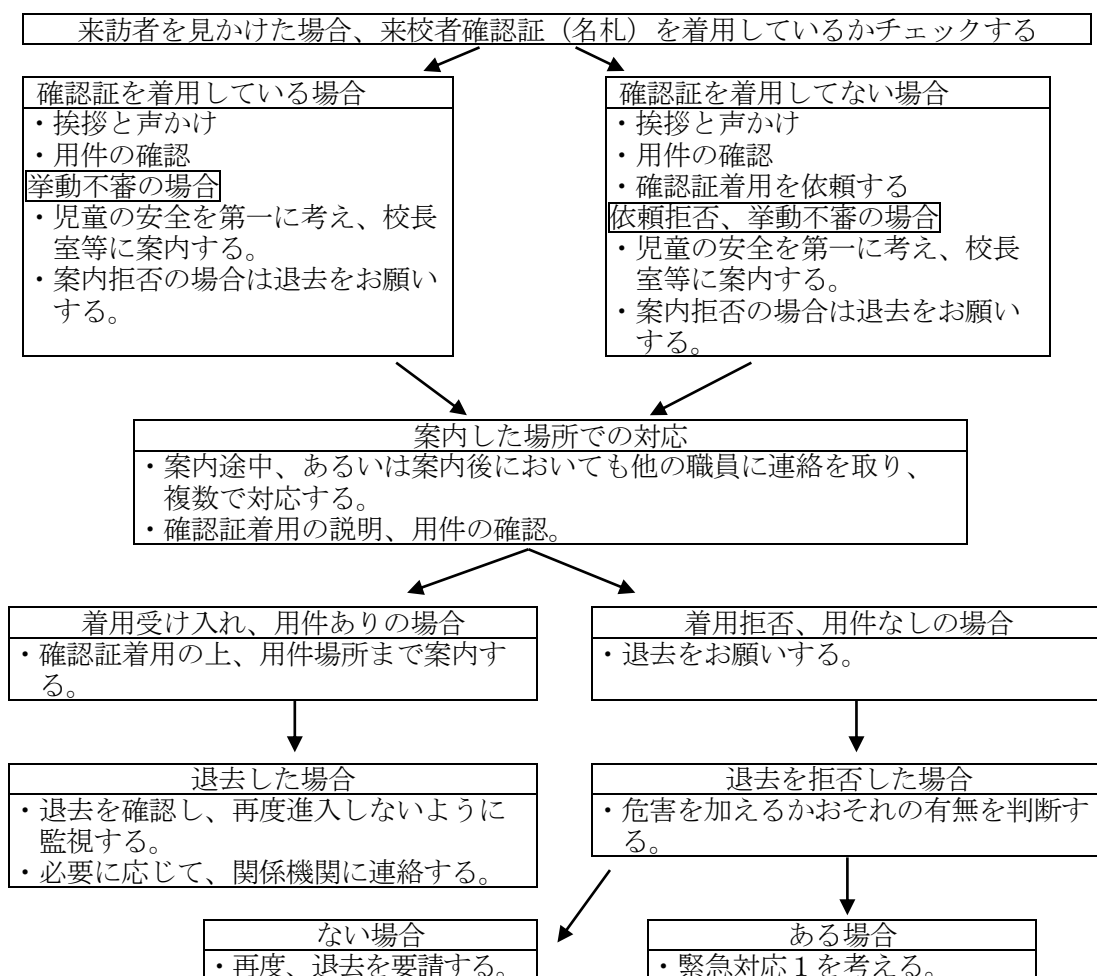 来訪者を見かけた場合、来校者確認証(名札)を着用しているかチェックする
確認証を着用している場合
・挨拶と声かけ
・用件の確認
挙動不審の場合
・児童の安全を第一に考え、校長
室等に案内する。
・案内拒否の場合は退去をお願い
する。
確認証を着用してない場合
・挨拶と声かけ
・用件の確認
・確認証着用を依頼する
依頼拒否、挙動不審の場合
・児童の安全を第一に考え、校長
室等に案内する。
・案内拒否の場合は退去をお願い
する。
案内した場所での対応
・案内途中、あるいは案内後においても他の職員に連絡を取り、
複数で対応する。
・確認証着用の説明、用件の確認。
着用受け入れ、用件ありの場合
・確認証着用の上、用件場所まで案内す
る。
着用拒否、用件なしの場合
・退去をお願いする。
退去した場合
・退去を確認し、再度進入しないように
監視する。
・必要に応じて、関係機関に連絡する。
退去を拒否した場合
・危害を加えるかおそれの有無を判断す
る。
ない場合
・再度、退去を要請する。
ある場合
・緊急対応1を考える。